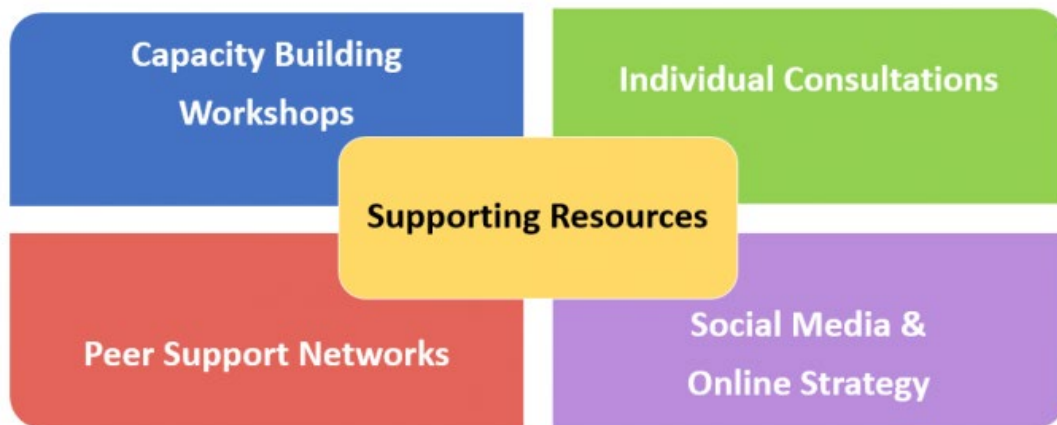 Capacity Building
Workshops
Individual Consultations
Supporting Resources
Peer Support Networks
Social Media &
Online Strategy